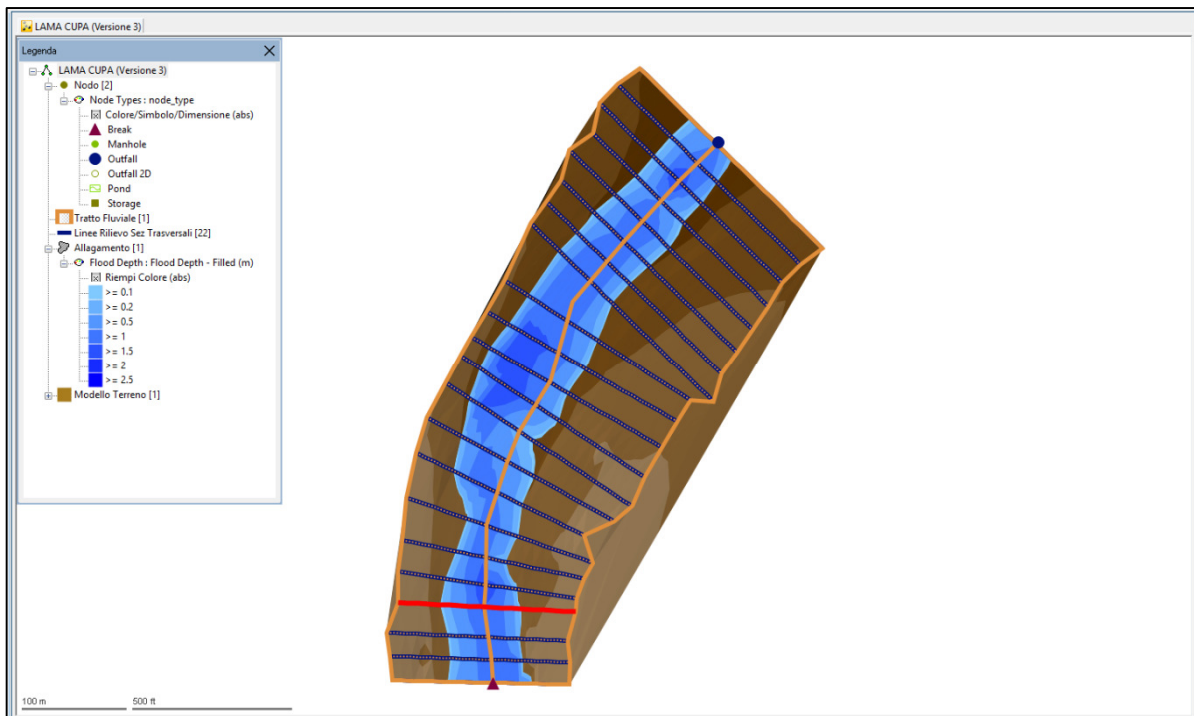 LAMA CUPA (Versione 3)
Legenda
LAMA CUPA (Versione 3)
Nodo [2]
Node Types : node_type
Colore/Simbolo/Dimensione (abs)
Break
Manhole
Outfall
Outfall 2D
Pond
Storage
Tratto Fluviale [1]
Linee Rilievo Sez Trasversali [22]
Allagamento [1]
Flood Depth : Flood Depth - Filled (m)
Riempi Colore (abs)
>= 0.1
>= 0.2
>= 0.5
>= 1
>= 1.5
>= 2
>= 2.5
Modello Terreno [1]
100 m 500 ft